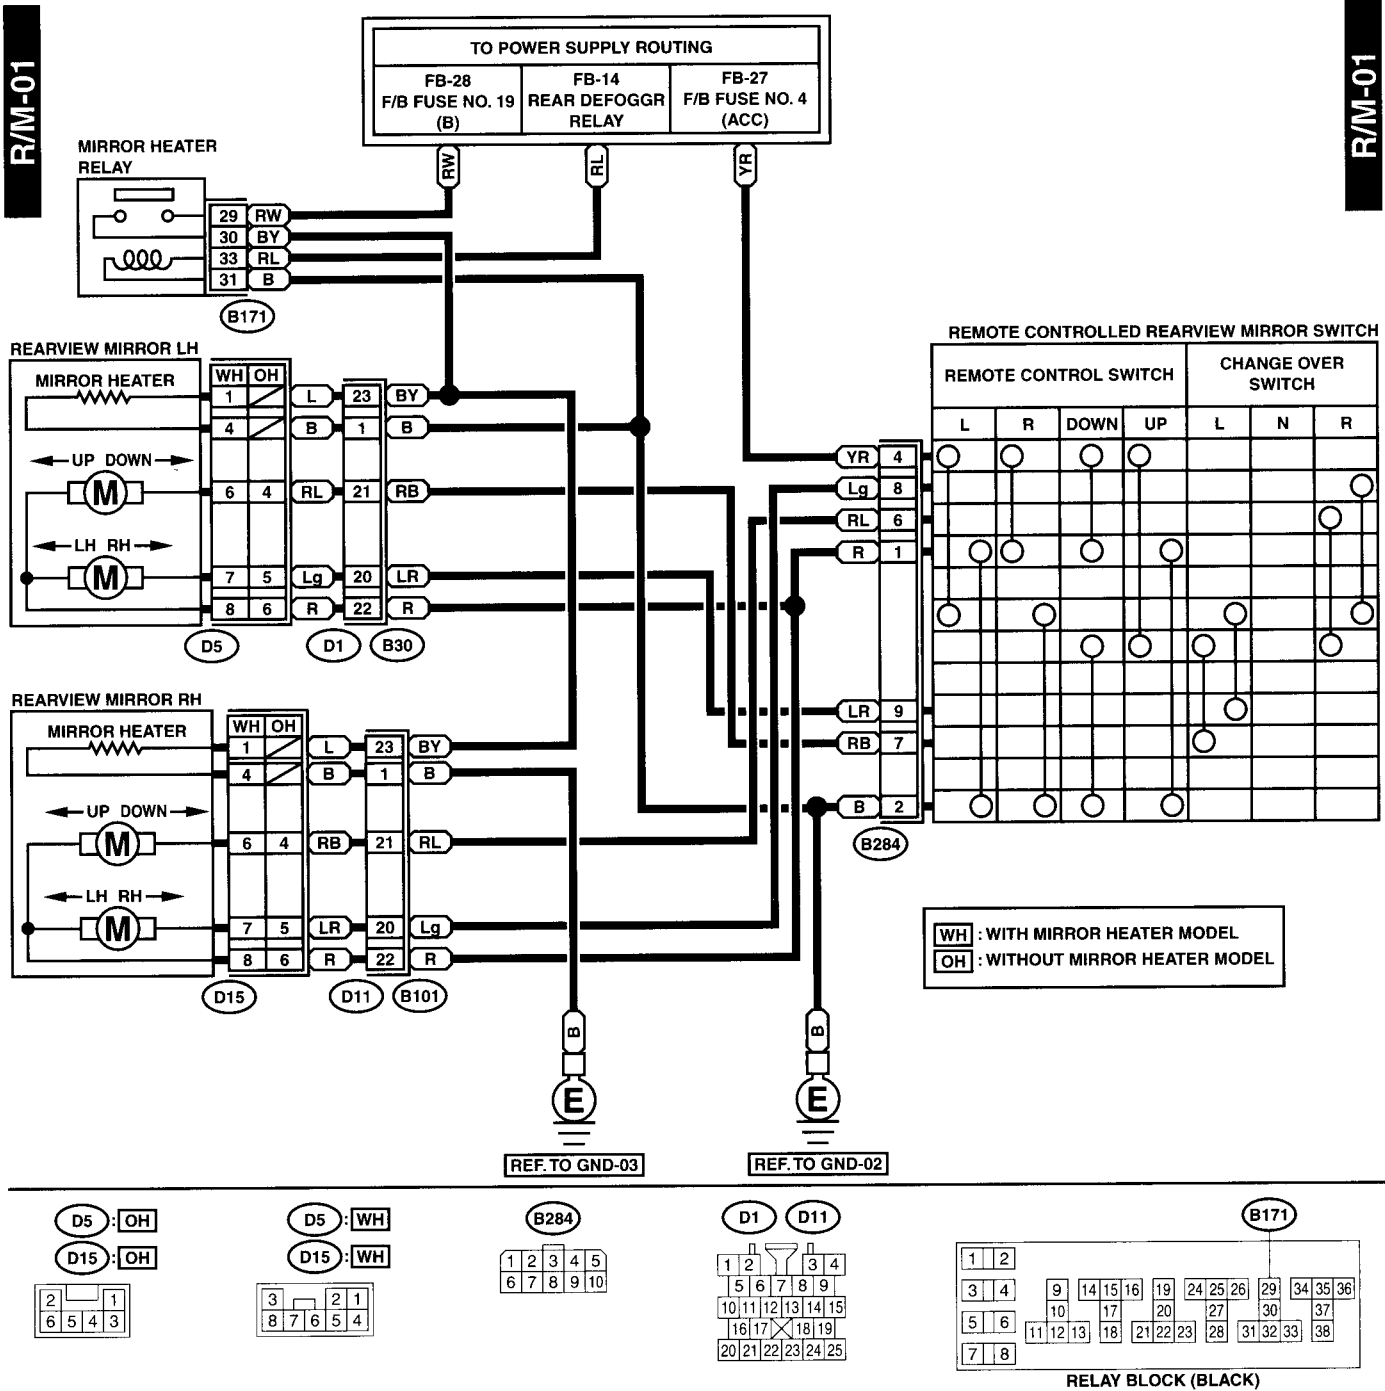 R/M-01
R/M-01
TO POWER SUPPLY ROUTING
FB-28
F/B FUSE NO. 19
(B)
FB-14
REAR DEFOGGR
RELAY
FB-27
F/B FUSE NO. 4
(ACC)
RW
RL
YR
MIRROR HEATER
RELAY
29 RW
30 BY
33 RL
31 B
B171
REARVIEW MIRROR LH
MIRROR HEATER
WH OH
1 L 23 BY
4 B 1 B
UP DOWN
M
6 4 RL 21 RB
LH RH
M
7 5 Lg 20 LR
8 6 R 22 R
D5 D1 B30
REARVIEW MIRROR RH
MIRROR HEATER
WH OH
1 L 23 BY
4 B 1 B
UP DOWN
M
6 4 RB 21 RL
LH RH
M
7 5 LR 20 Lg
8 6 R 22 R
D15 D11 B101
REMOTE CONTROLLED REARVIEW MIRROR SWITCH
REMOTE CONTROL SWITCH
CHANGE OVER
SWITCH
L R DOWN UP L N R
YR 4
Lg 8
RL 6
R 1
LR 9
RB 7
B 2
B284
WH : WITH MIRROR HEATER MODEL
OH : WITHOUT MIRROR HEATER MODEL
B
E
REF. TO GND-03
B
E
REF. TO GND-02
D5 : OH
D15 : OH
2 1
6 5 4 3
D5 : WH
D15 : WH
3 2 1
8 7 6 5 4
B284
1 2 3 4 5
6 7 8 9 10
D1 D11
1 2 3 4
5 6 7 8 9
10 11 12 13 14 15
16 17 18 19
20 21 22 23 24 25
B171
1 2
3 4
5 6
7 8
9 14 15 16 19 24 25 26 29 34 35 36
10 17 20 27 30 37
11 12 13 18 21 22 23 28 31 32 33 38
RELAY BLOCK (BLACK)